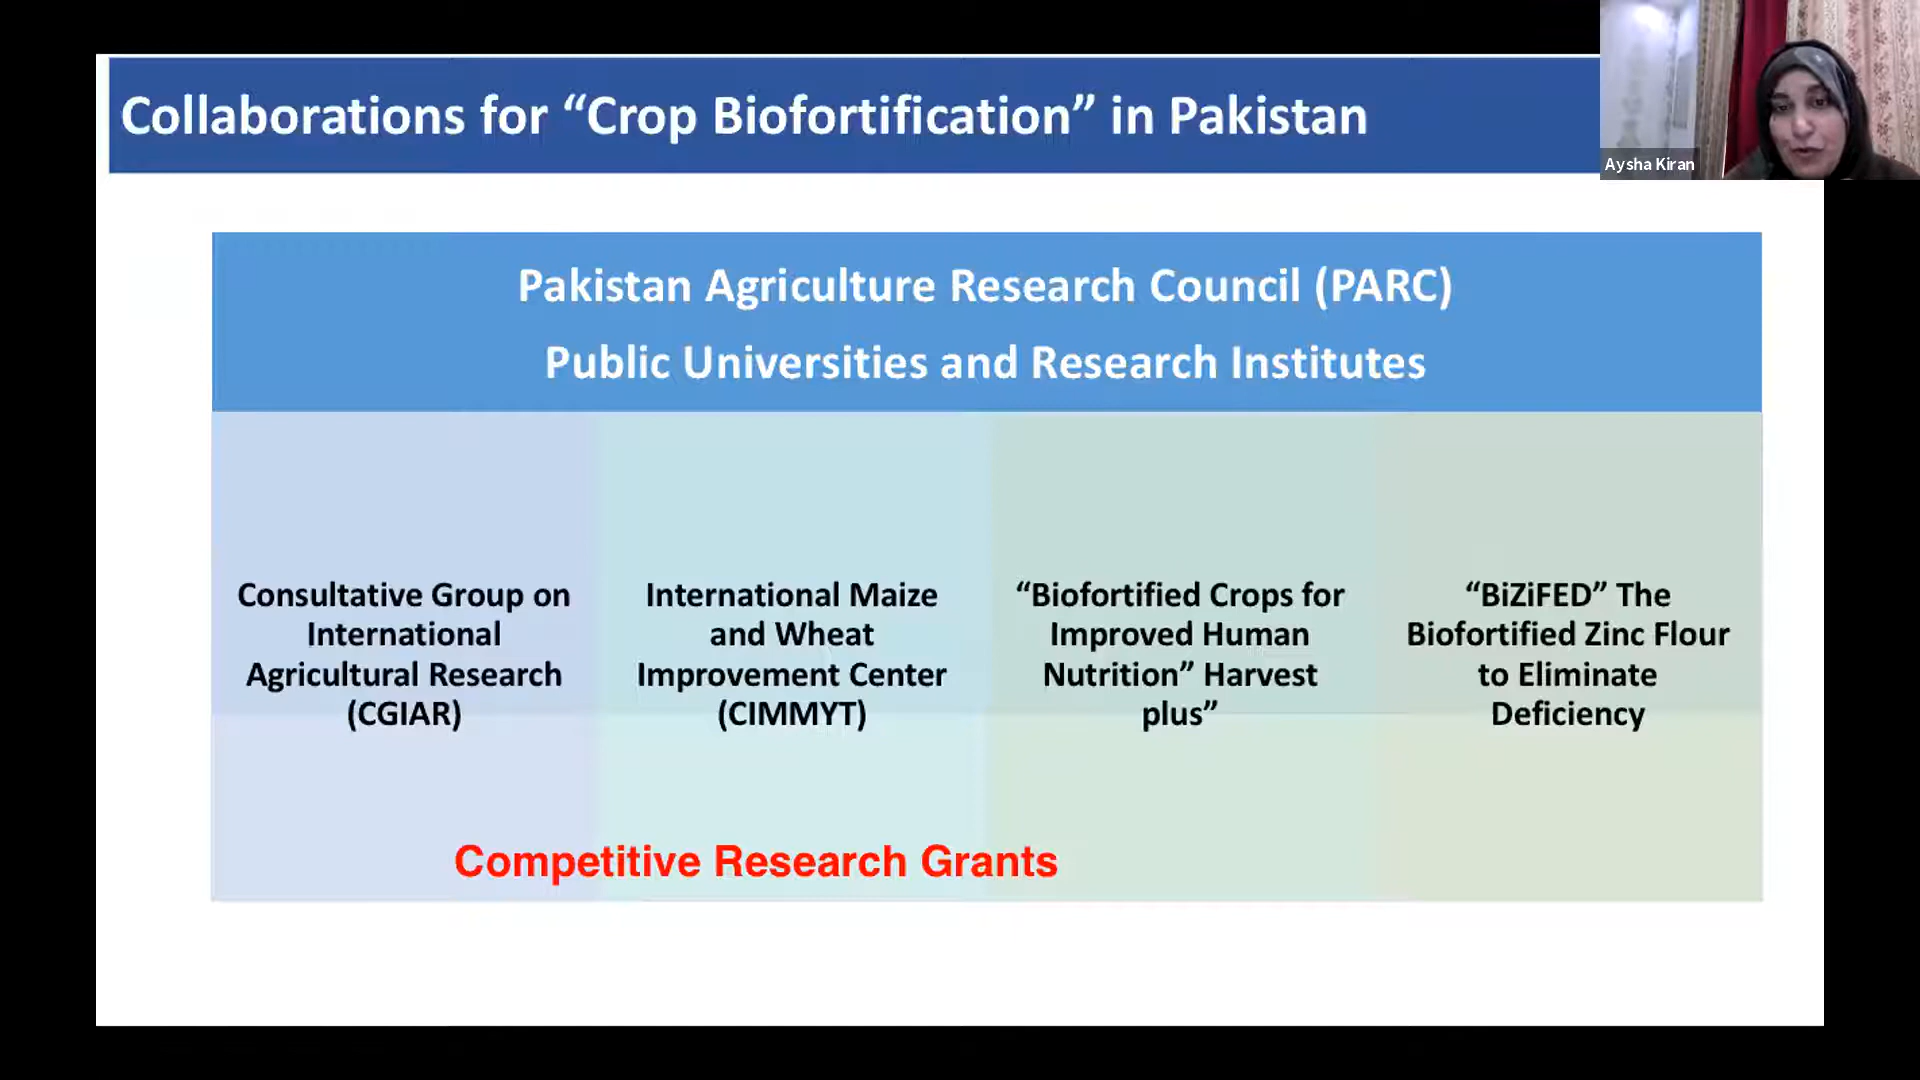 Collaborations for “Crop Biofortification” in Pakistan
Aysha Kiran
Pakistan Agriculture Research Council (PARC)
Public Universities and Research Institutes
Consultative Group on
International
Agricultural Research
(CGIAR)
International Maize
and Wheat
Improvement Center
(CIMMYT)
“Biofortified Crops for
Improved Human
Nutrition” Harvest
plus”
“BiZiFED” The
Biofortified Zinc Flour
to Eliminate
Deficiency
Competitive Research Grants